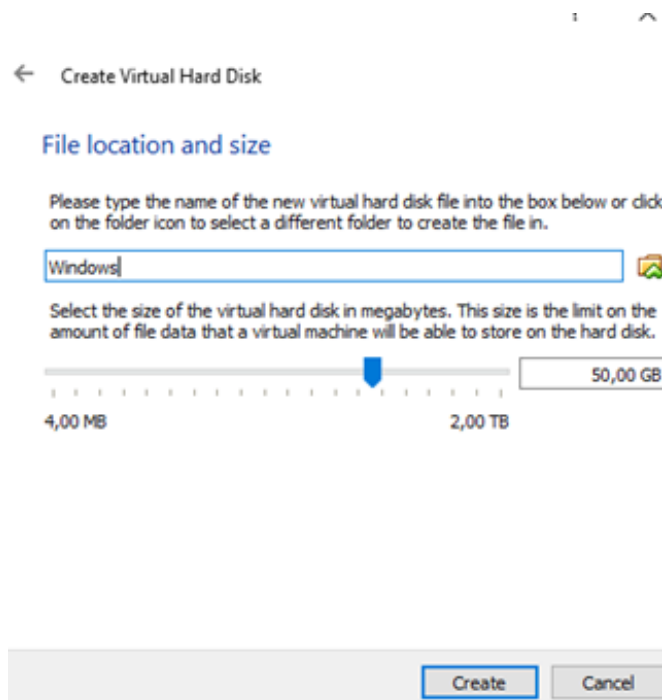 Create Virtual Hard Disk
File location and size
Please type the name of the new virtual hard disk file into the box below or click
on the folder icon to select a different folder to create the file in.
Windows
Select the size of the virtual hard disk in megabytes. This size is the limit on the
amount of file data that a virtual machine will be able to store on the hard disk.
50,00 GB
4,00 MB 2,00 TB
Create Cancel